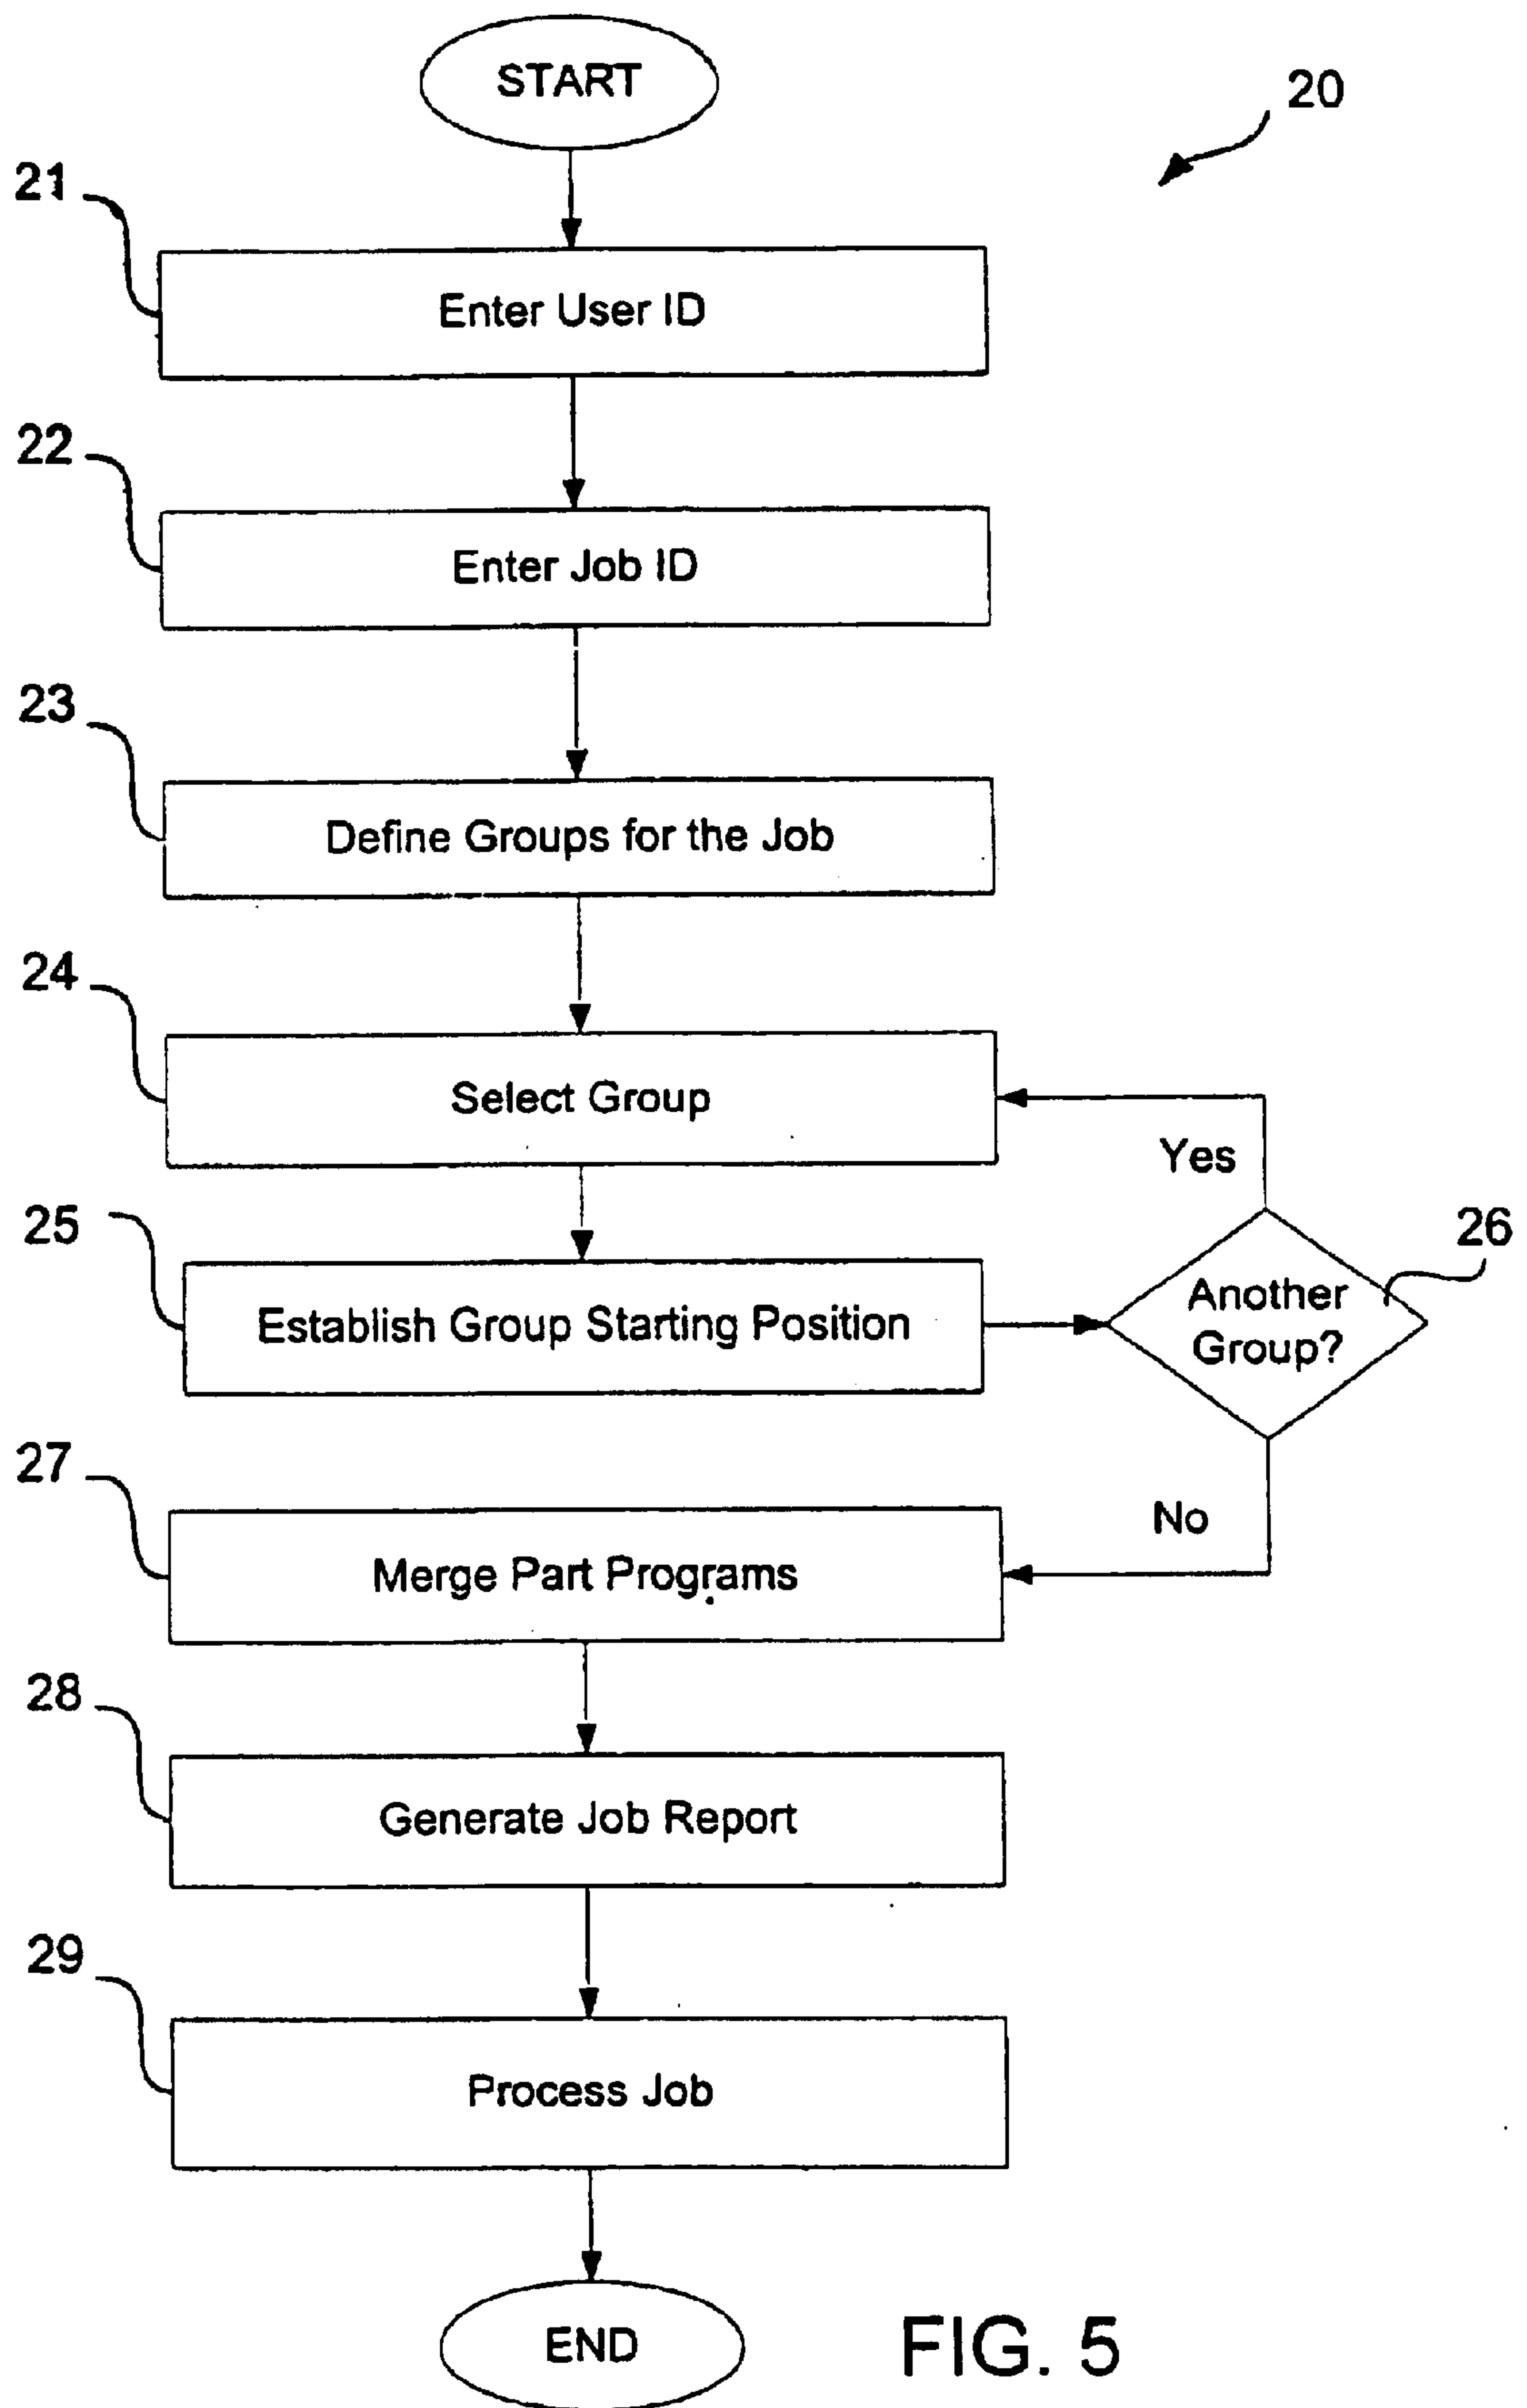 START
20
21
Enter User ID
22
Enter Job ID
23
Define Groups for the Job
24
Select Group
Yes
25
Establish Group Starting Position
26
Another
Group?
27
No
Merge Part Programs
28
Generate Job Report
29
Process Job
END
FIG. 5